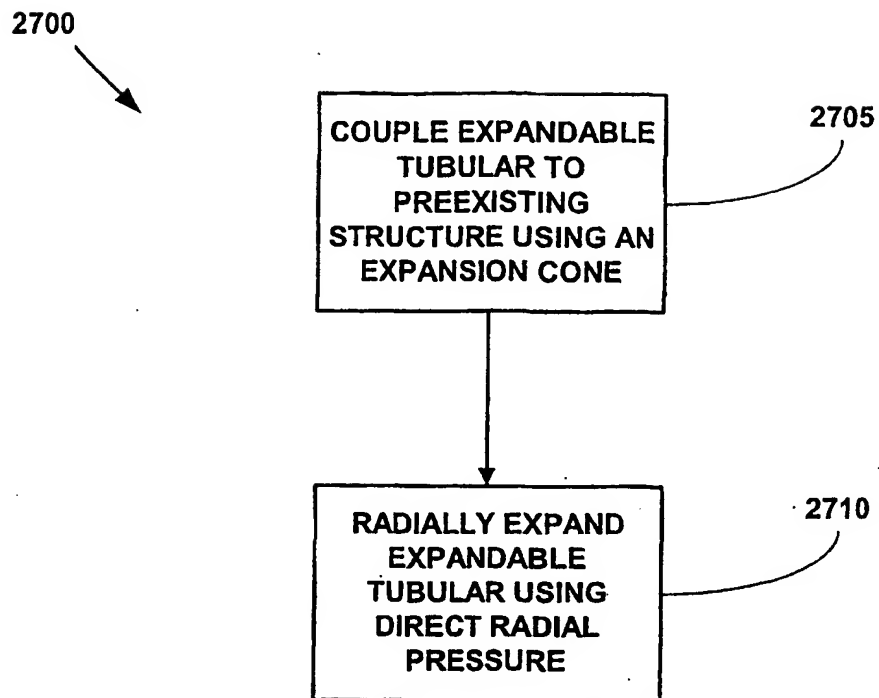 2700
COUPLE EXPANDABLE
TUBULAR TO
PREEXISTING
STRUCTURE USING AN
EXPANSION CONE
2705
RADIALLY EXPAND
EXPANDABLE
TUBULAR USING
DIRECT RADIAL
PRESSURE
2710